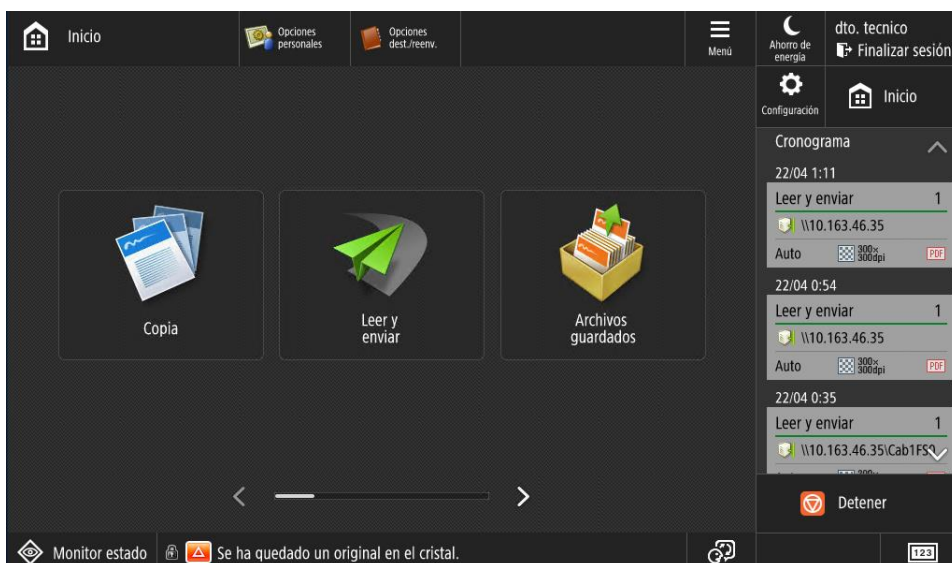 Inicio
Opciones
personales
Opciones
dest./reenv.
Menú
Ahorro de
energía
dto. tecnico
Finalizar sesión
Configuración
Inicio
Cronograma
22/04 1:11
Leer y enviar 1
\\10.163.46.35
Auto 300x
300dpi PDF
22/04 0:54
Leer y enviar 1
\\10.163.46.35
Auto 300x
300dpi PDF
22/04 0:35
Leer y enviar 1
\\10.163.46.35\Cab1FS0
Copia
Leer y
enviar
Archivos
guardados
Detener
Monitor estado
Se ha quedado un original en el cristal.
123